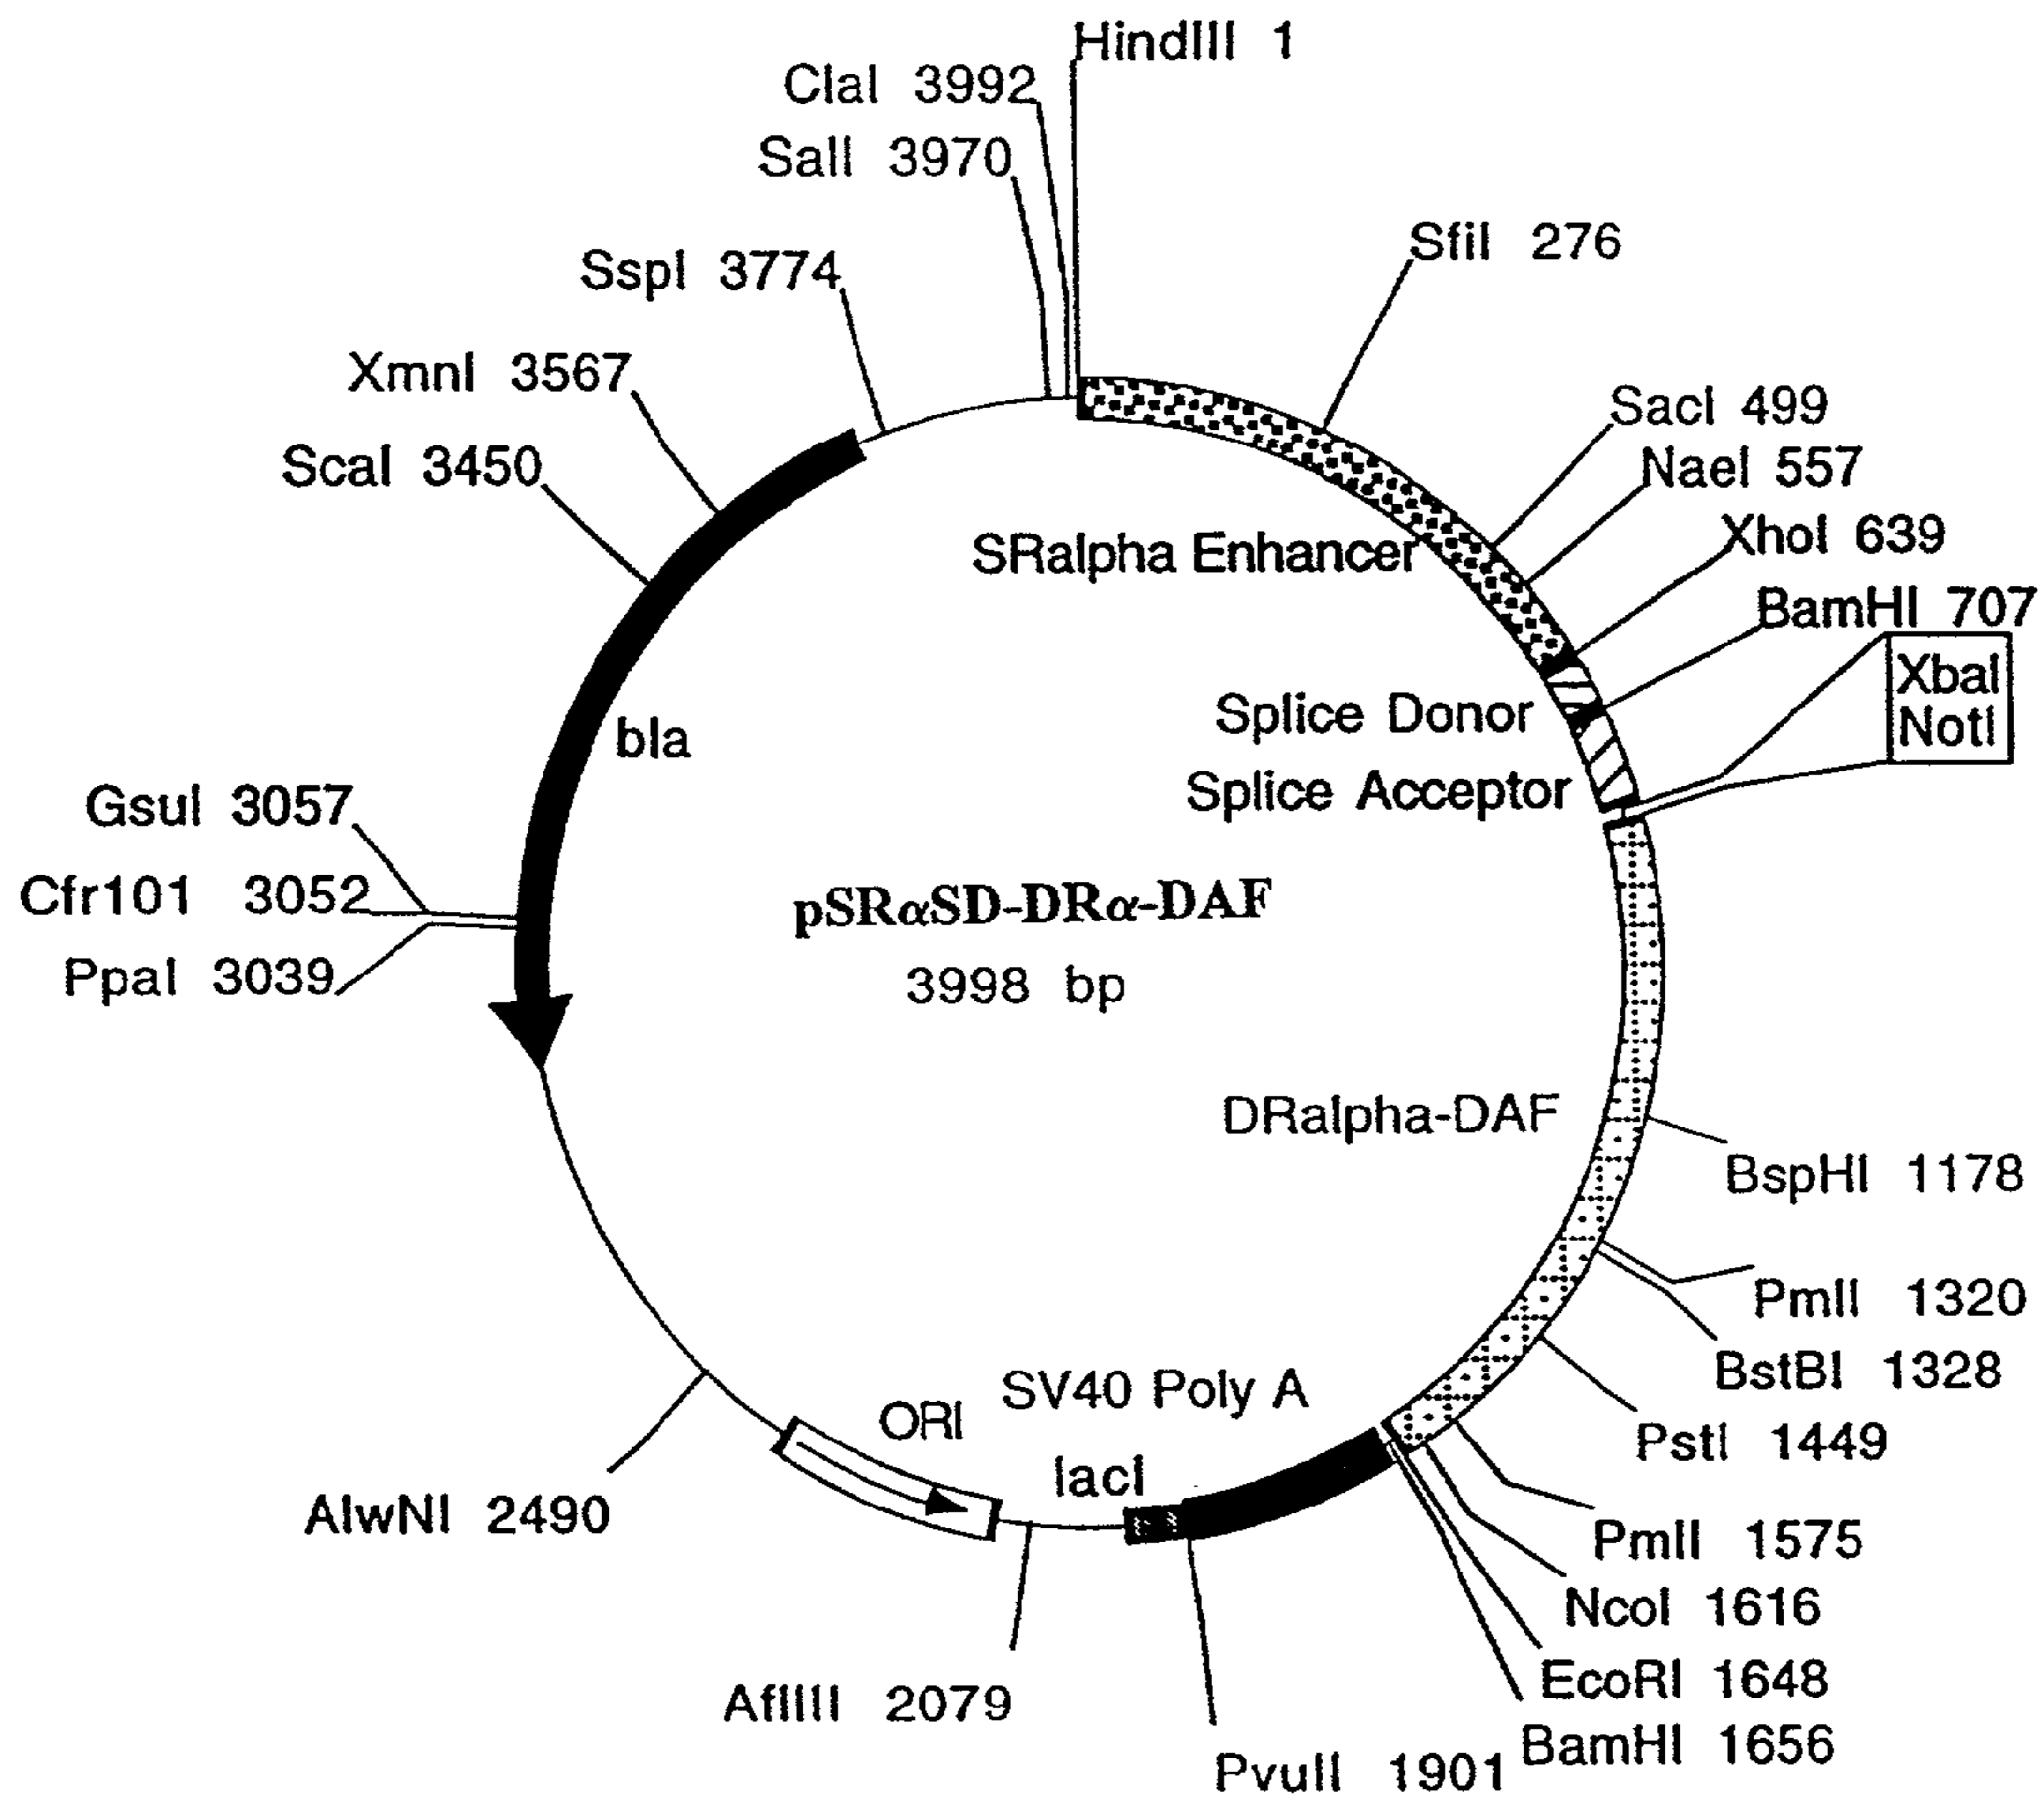 HindIII 1
ClaI 3992
SalI 3970
SfiI 276
SspI 3774
XmnI 3567
SacI 499
ScaI 3450
NaeI 557
XhoI 639
SRalpha Enhancer
BamHI 707
XbaI
NotI
Splice Donor
bla
Splice Acceptor
GsuI 3057
Cfr101 3052
pSRαSD-DRα-DAF
PpaI 3039
3998 bp
DRalpha-DAF
BspHI 1178
PmlI 1320
BstBI 1328
SV40 Poly A
ORI
PstI 1449
lacI
AlwNI 2490
PmlI 1575
NcoI 1616
EcoRI 1648
AflIII 2079
BamHI 1656
PvuII 1901